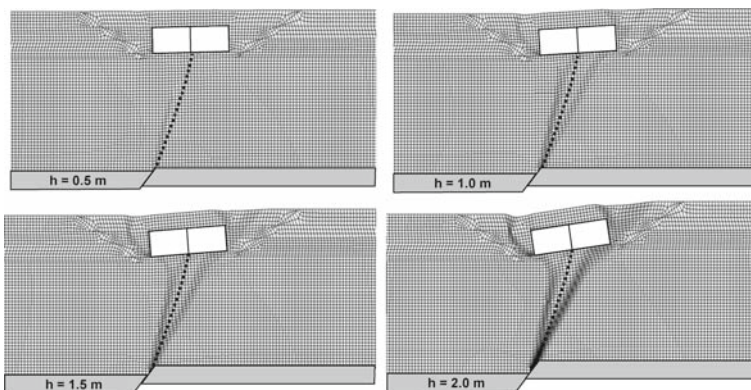 h = 0.5 m
h = 1.0 m
h = 1.5 m
h = 2.0 m